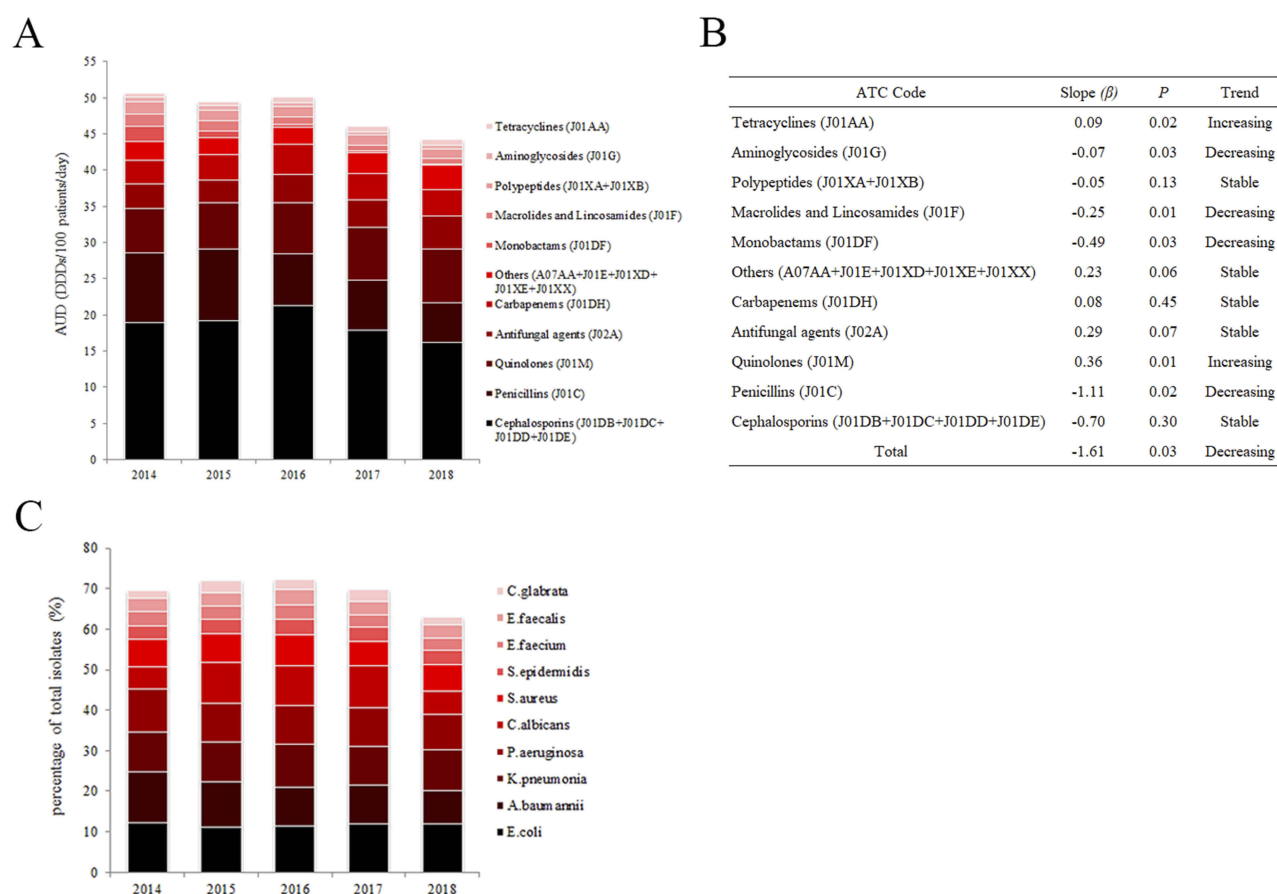 A
AUD (DDDs/100 patients/day)
55
50
45
40
35
30
25
20
15
10
5
0
2014 2015 2016 2017 2018
Tetracyclines (J01AA)
Aminoglycosides (J01G)
Polypeptides (J01XA+J01XB)
Macrolides and Lincosamides (J01F)
Monobactams (J01DF)
Others (A07AA+J01E+J01XD+
J01XE+J01XX)
Carbapenems (J01DH)
Antifungal agents (J02A)
Quinolones (J01M)
Penicillins (J01C)
Cephalosporins (J01DB+J01DC+
J01DD+J01DE)
B
ATC Code Slope (β) P Trend
Tetracyclines (J01AA) 0.09 0.02 Increasing
Aminoglycosides (J01G) -0.07 0.03 Decreasing
Polypeptides (J01XA+J01XB) -0.05 0.13 Stable
Macrolides and Lincosamides (J01F) -0.25 0.01 Decreasing
Monobactams (J01DF) -0.49 0.03 Decreasing
Others (A07AA+J01E+J01XD+J01XE+J01XX) 0.23 0.06 Stable
Carbapenems (J01DH) 0.08 0.45 Stable
Antifungal agents (J02A) 0.29 0.07 Stable
Quinolones (J01M) 0.36 0.01 Increasing
Penicillins (J01C) -1.11 0.02 Decreasing
Cephalosporins (J01DB+J01DC+J01DD+J01DE) -0.70 0.30 Stable
Total -1.61 0.03 Decreasing
C
percentage of total isolates (%)
80
70
60
50
40
30
20
10
0
2014 2015 2016 2017 2018
C.glabrata
E.faecalis
E.faecium
S.epidermidis
S.aureus
C.albicans
P.aeruginosa
K.pneumonia
A.baumannii
E.coli